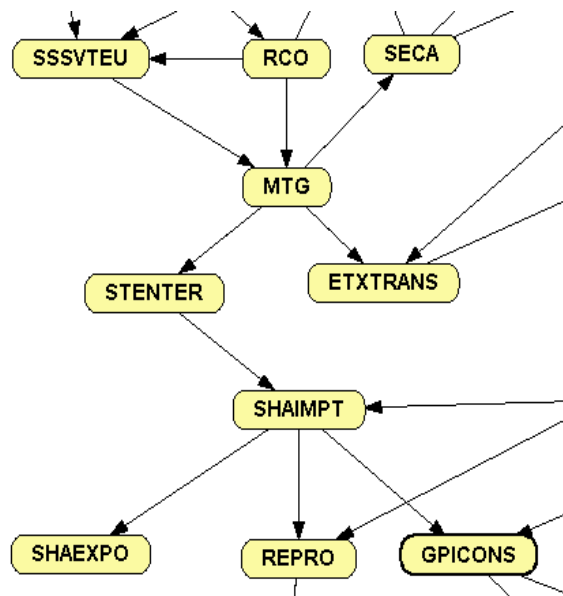 SSSVTEU
RCO
SECA
MTG
STENTER
ETXTRANS
SHAIMPT
SHAEXPO
REPRO
GPICONS